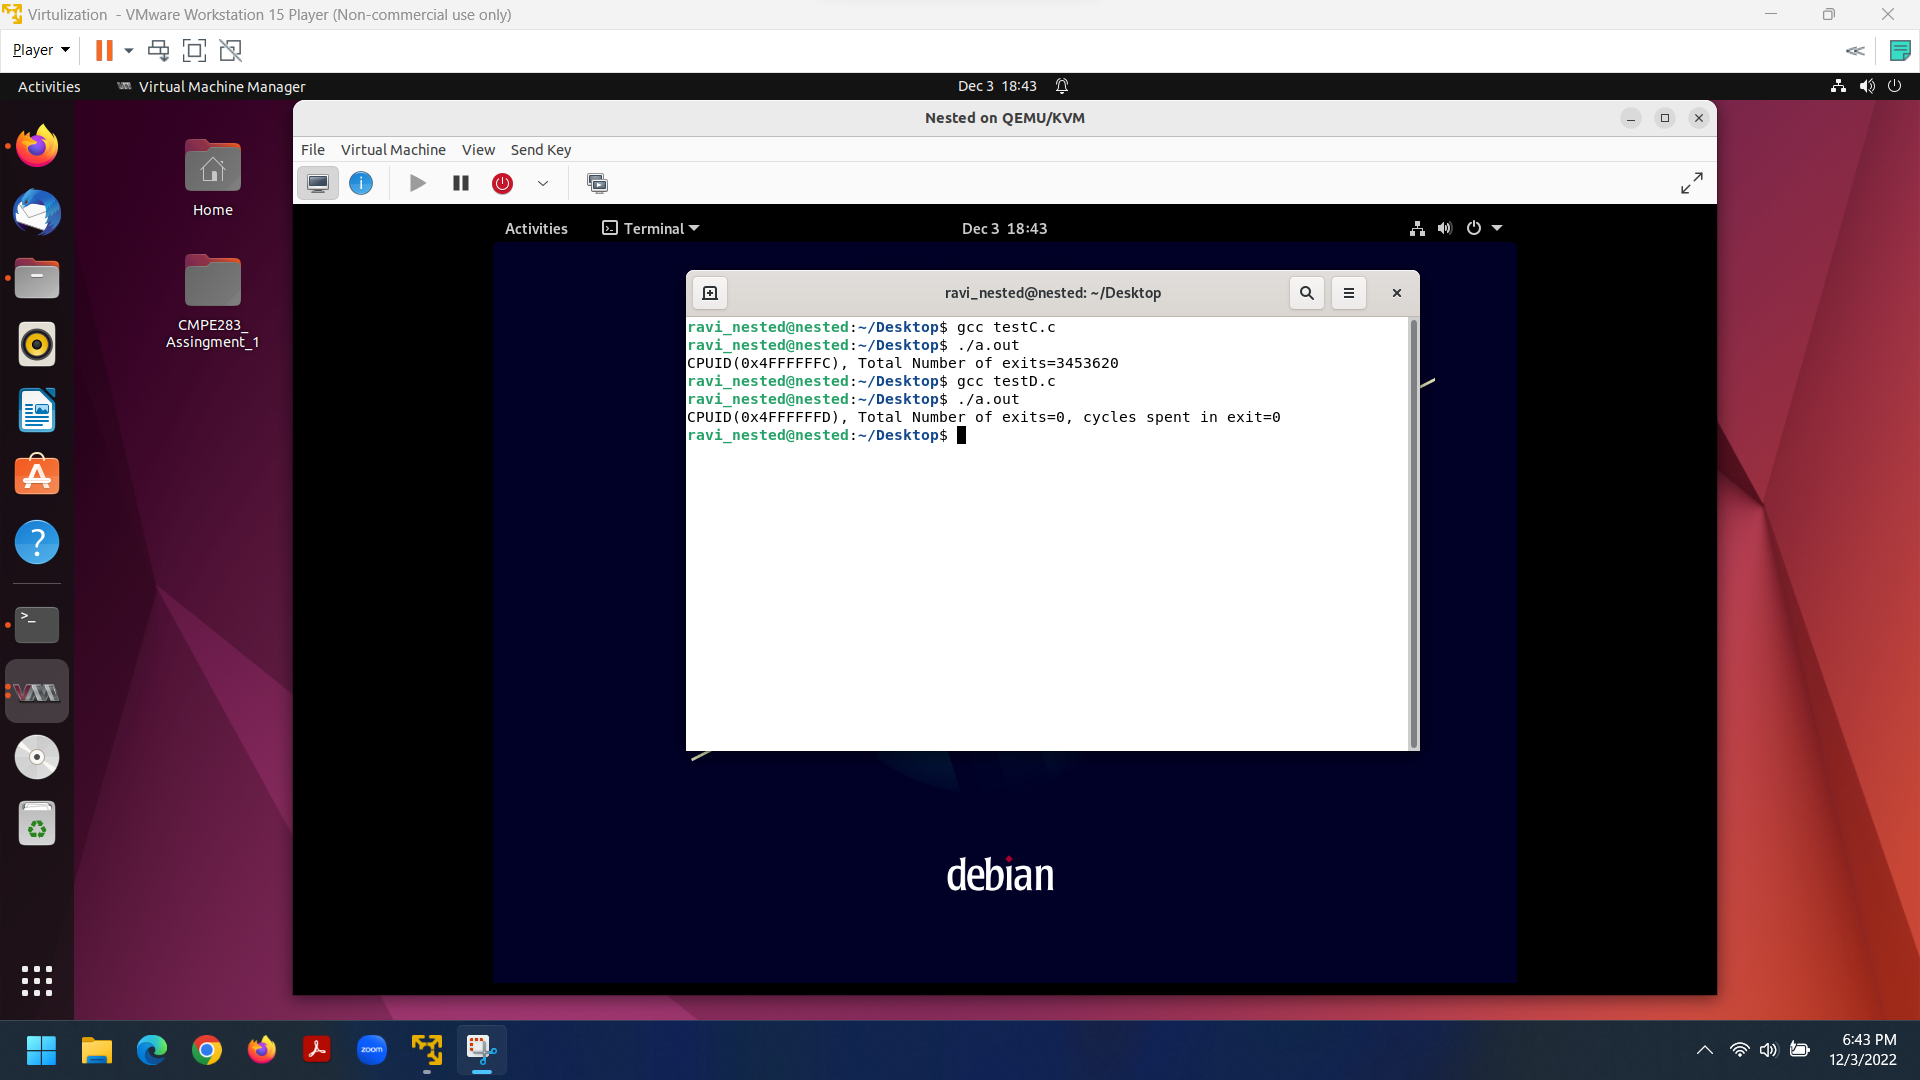 Virtulization - VMware Workstation 15 Player (Non-commercial use only)
Player
Activities Virtual Machine Manager Dec 3 18:43
Nested on QEMU/KVM
File Virtual Machine View Send Key
Home
CMPE283_
Assingment_1
Activities Terminal Dec 3 18:43
ravi_nested@nested: ~/Desktop
ravi_nested@nested:~/Desktop$ gcc testC.c
ravi_nested@nested:~/Desktop$ ./a.out
CPUID(0x4FFFFFFC), Total Number of exits=3453620
ravi_nested@nested:~/Desktop$ gcc testD.c
ravi_nested@nested:~/Desktop$ ./a.out
CPUID(0x4FFFFFFD), Total Number of exits=0, cycles spent in exit=0
ravi_nested@nested:~/Desktop$
debian
zoom
6:43 PM
12/3/2022